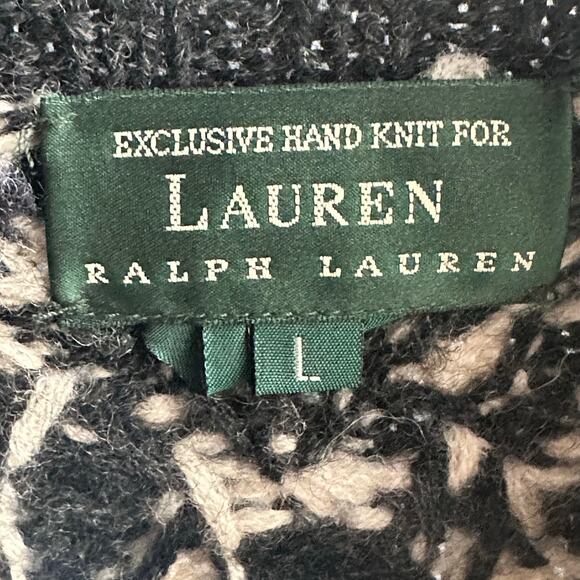 EXCLUSIVE HAND KNIT FOR
LAUREN
RALPH LAUREN
L